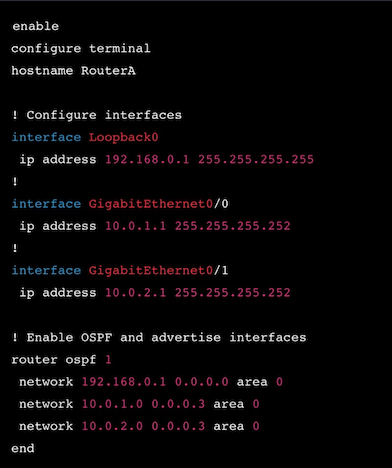 enable
configure terminal
hostname RouterA
! Configure interfaces
interface Loopback0
ip address 192.168.0.1 255.255.255.255
!
interface GigabitEthernet0/0
ip address 10.0.1.1 255.255.255.252
!
interface GigabitEthernet0/1
ip address 10.0.2.1 255.255.255.252
! Enable OSPF and advertise interfaces
router ospf 1
network 192.168.0.1 0.0.0.0 area 0
network 10.0.1.0 0.0.0.3 area 0
network 10.0.2.0 0.0.0.3 area 0
end